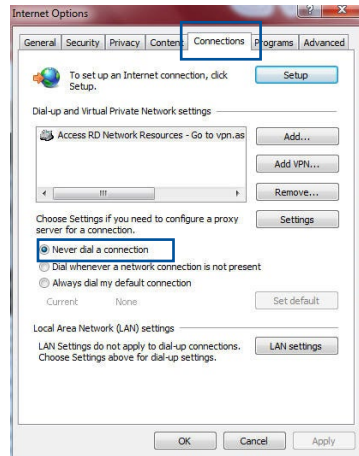 Internet Options
General Security Privacy Content Connections Programs Advanced
To set up an Internet connection, click
Setup.
Setup
Dial-up and Virtual Private Network settings
Access RD Network Resources - Go to vpn.as
Add...
Add VPN...
Remove...
Choose Settings if you need to configure a proxy
server for a connection.
Settings
Never dial a connection
Dial whenever a network connection is not present
Always dial my default connection
Current None
Set default
Local Area Network (LAN) settings
LAN Settings do not apply to dial-up connections.
Choose Settings above for dial-up settings.
LAN settings
OK Cancel Apply